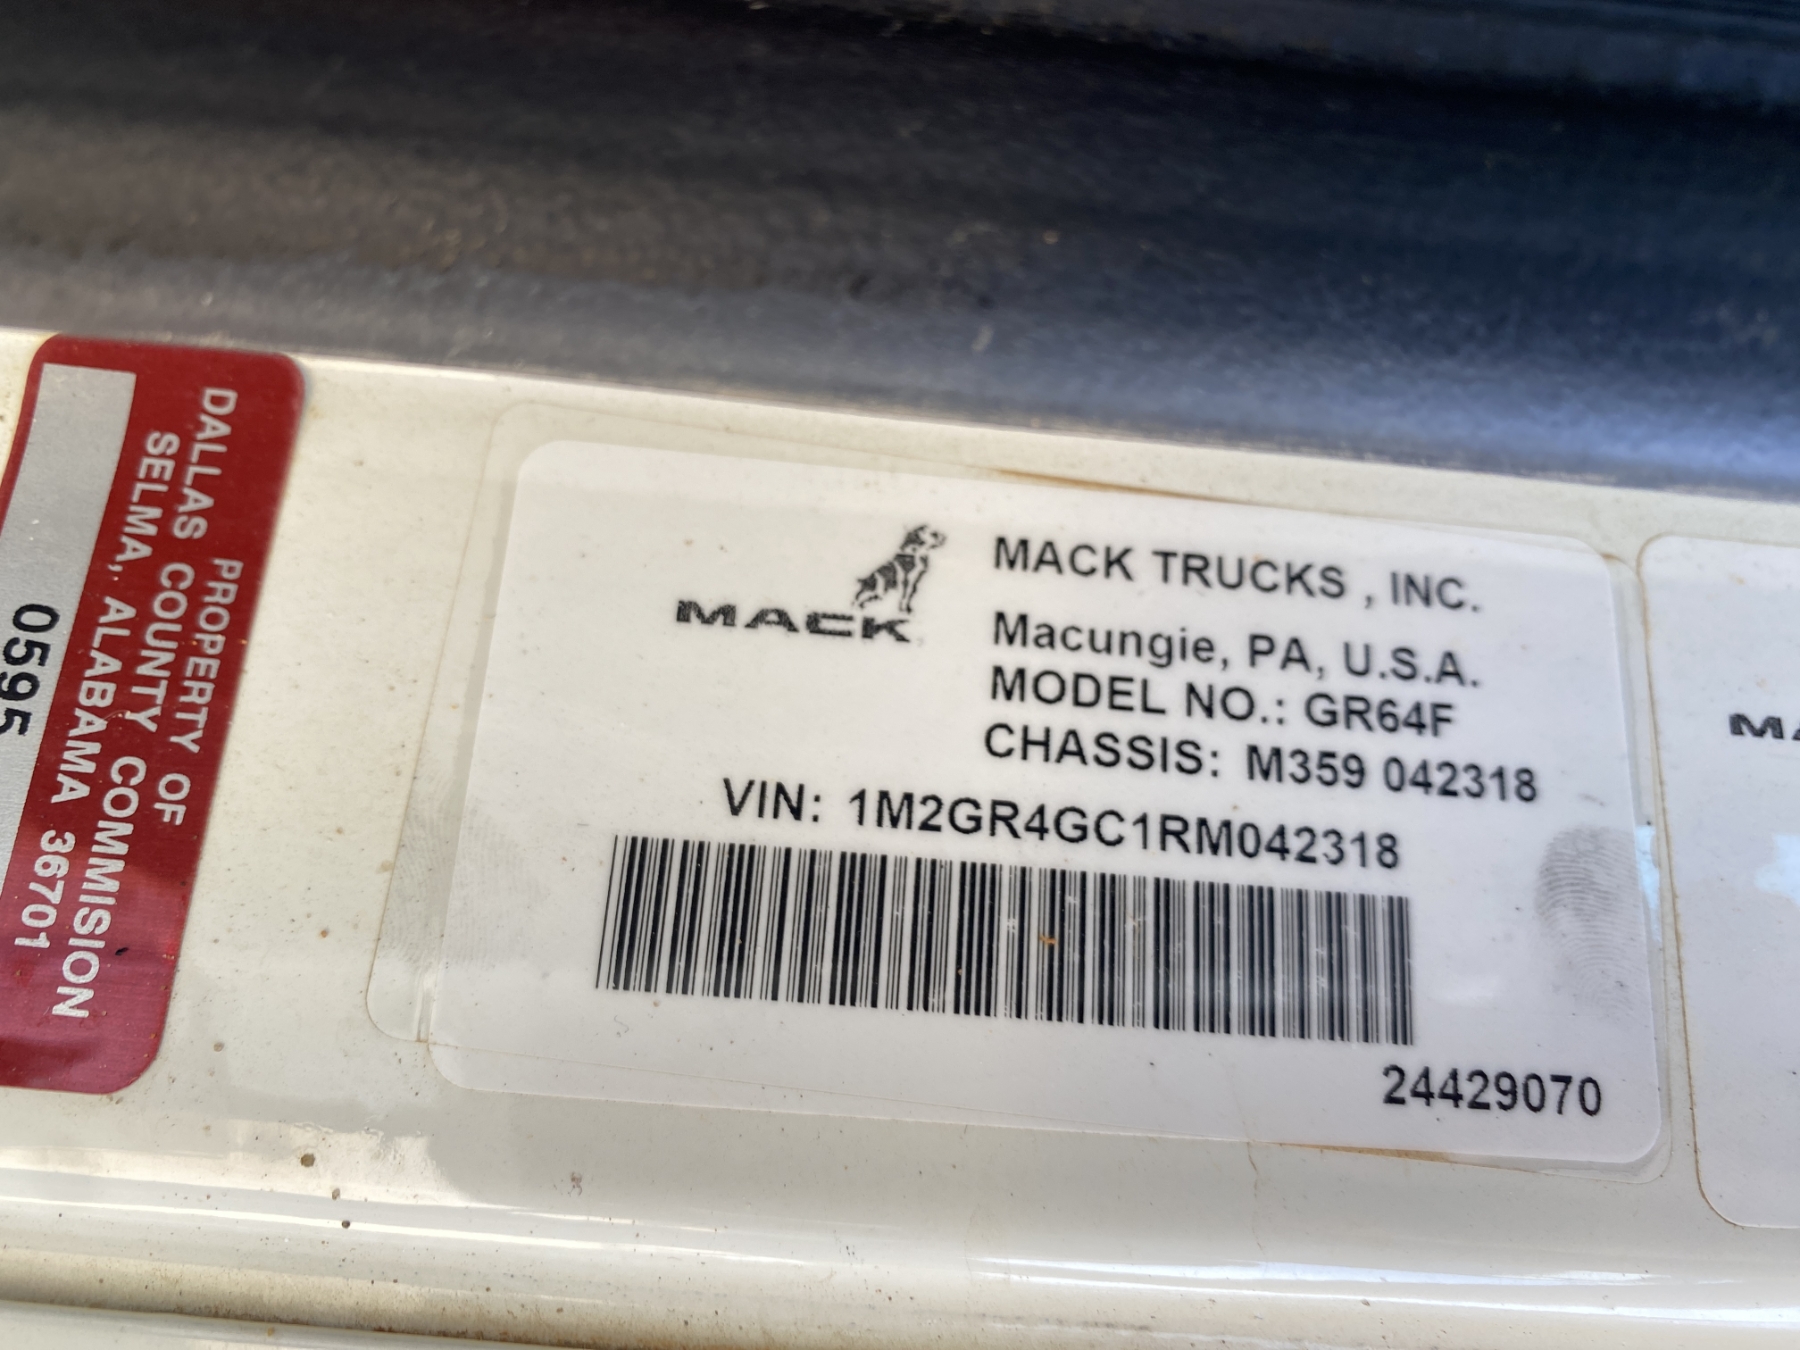 PROPERTY OF
DALLAS COUNTY COMMISION
SELMA, ALABAMA 36701
0595
MACK
MACK TRUCKS , INC.
Macungie, PA, U.S.A.
MODEL NO.: GR64F
CHASSIS: M359 042318
VIN: 1M2GR4GC1RM042318
24429070